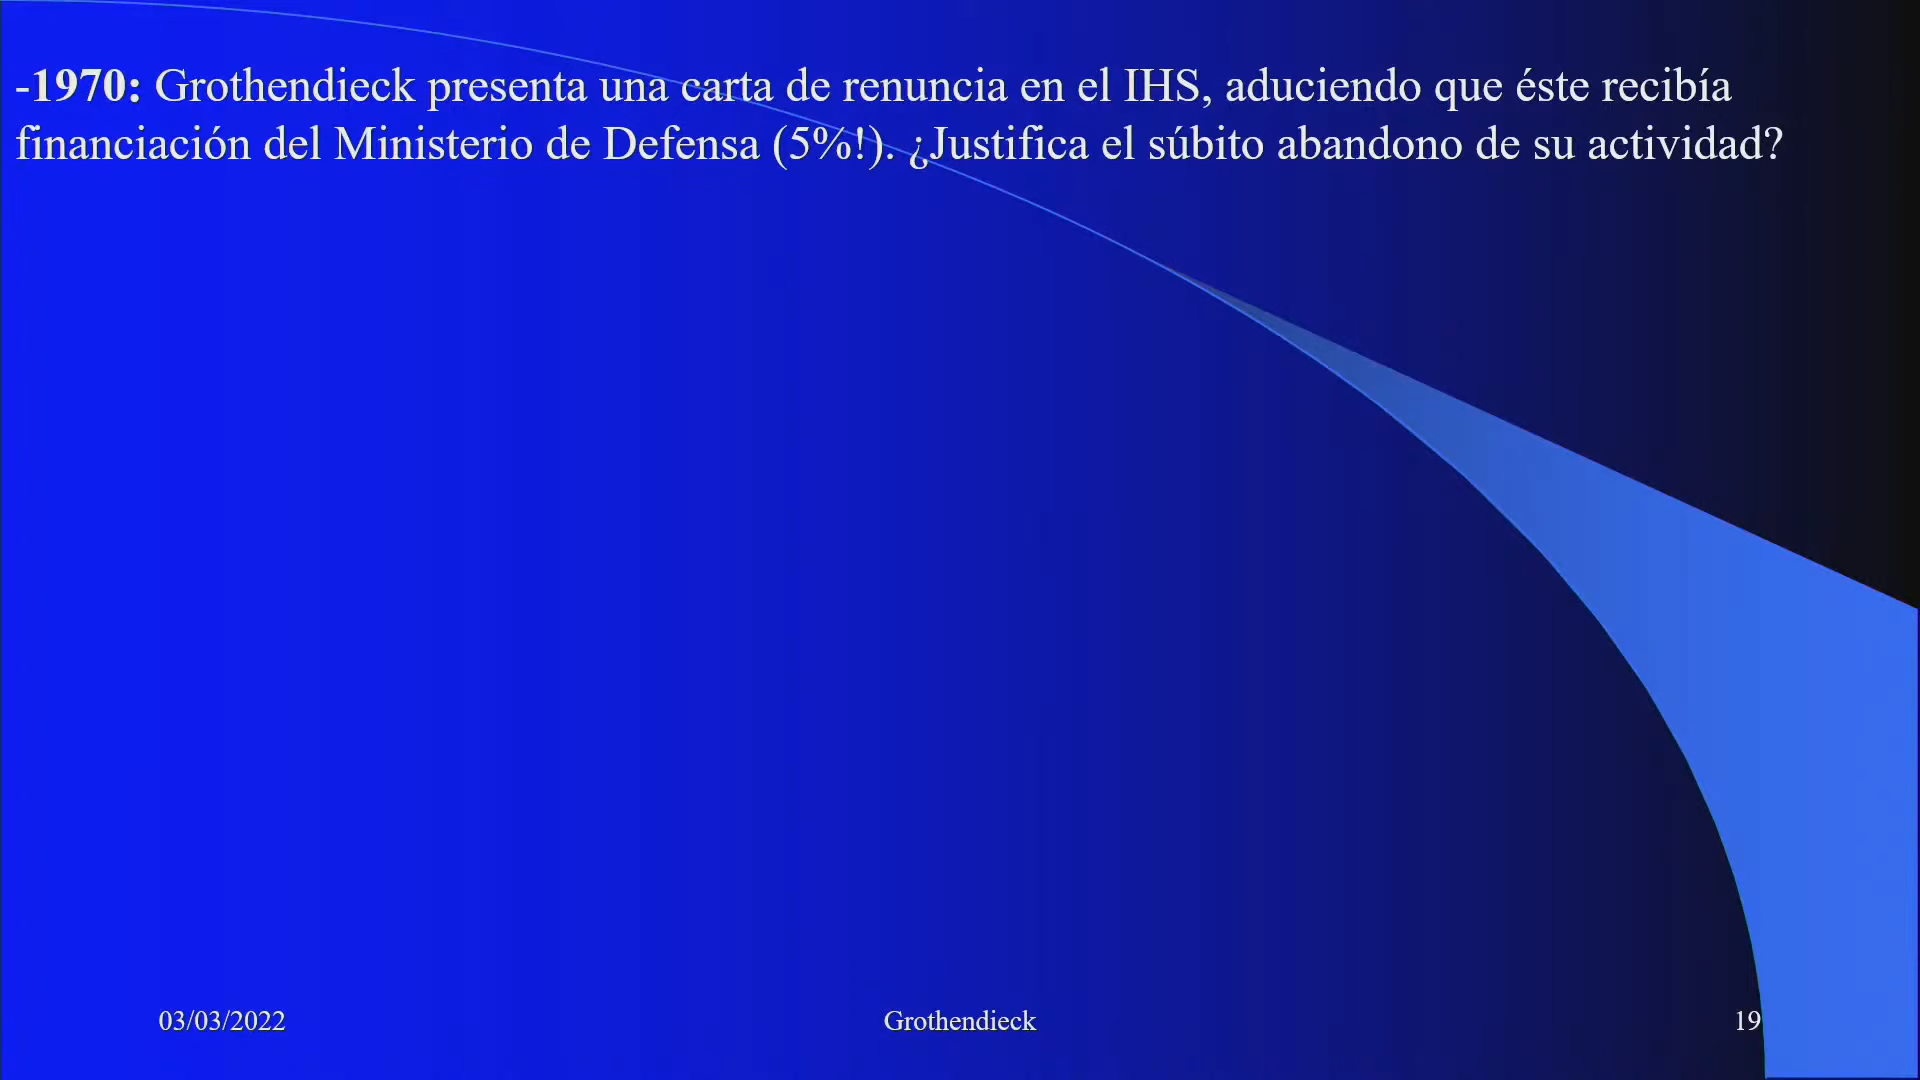 -1970: Grothendieck presenta una carta de renuncia en el IHS, aduciendo que éste recibía
financiación del Ministerio de Defensa (5%!). ¿Justifica el súbito abandono de su actividad?
03/03/2022
Grothendieck
19